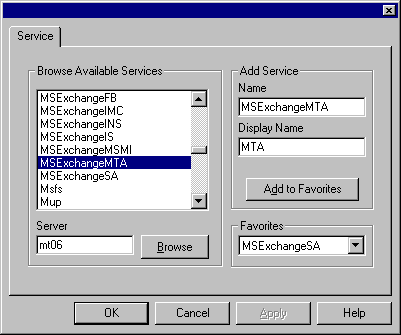 Service
Browse Available Services
MSExchangeFB
MSExchangeIMC
MSExchangeINS
MSExchangeIS
MSExchangeMSMI
MSExchangeMTA
MSExchangeSA
Msfs
Mup
Server
mt06
Browse
Add Service
Name
MSExchangeMTA
Display Name
MTA
Add to Favorites
Favorites
MSExchangeSA
OK
Cancel
Apply
Help